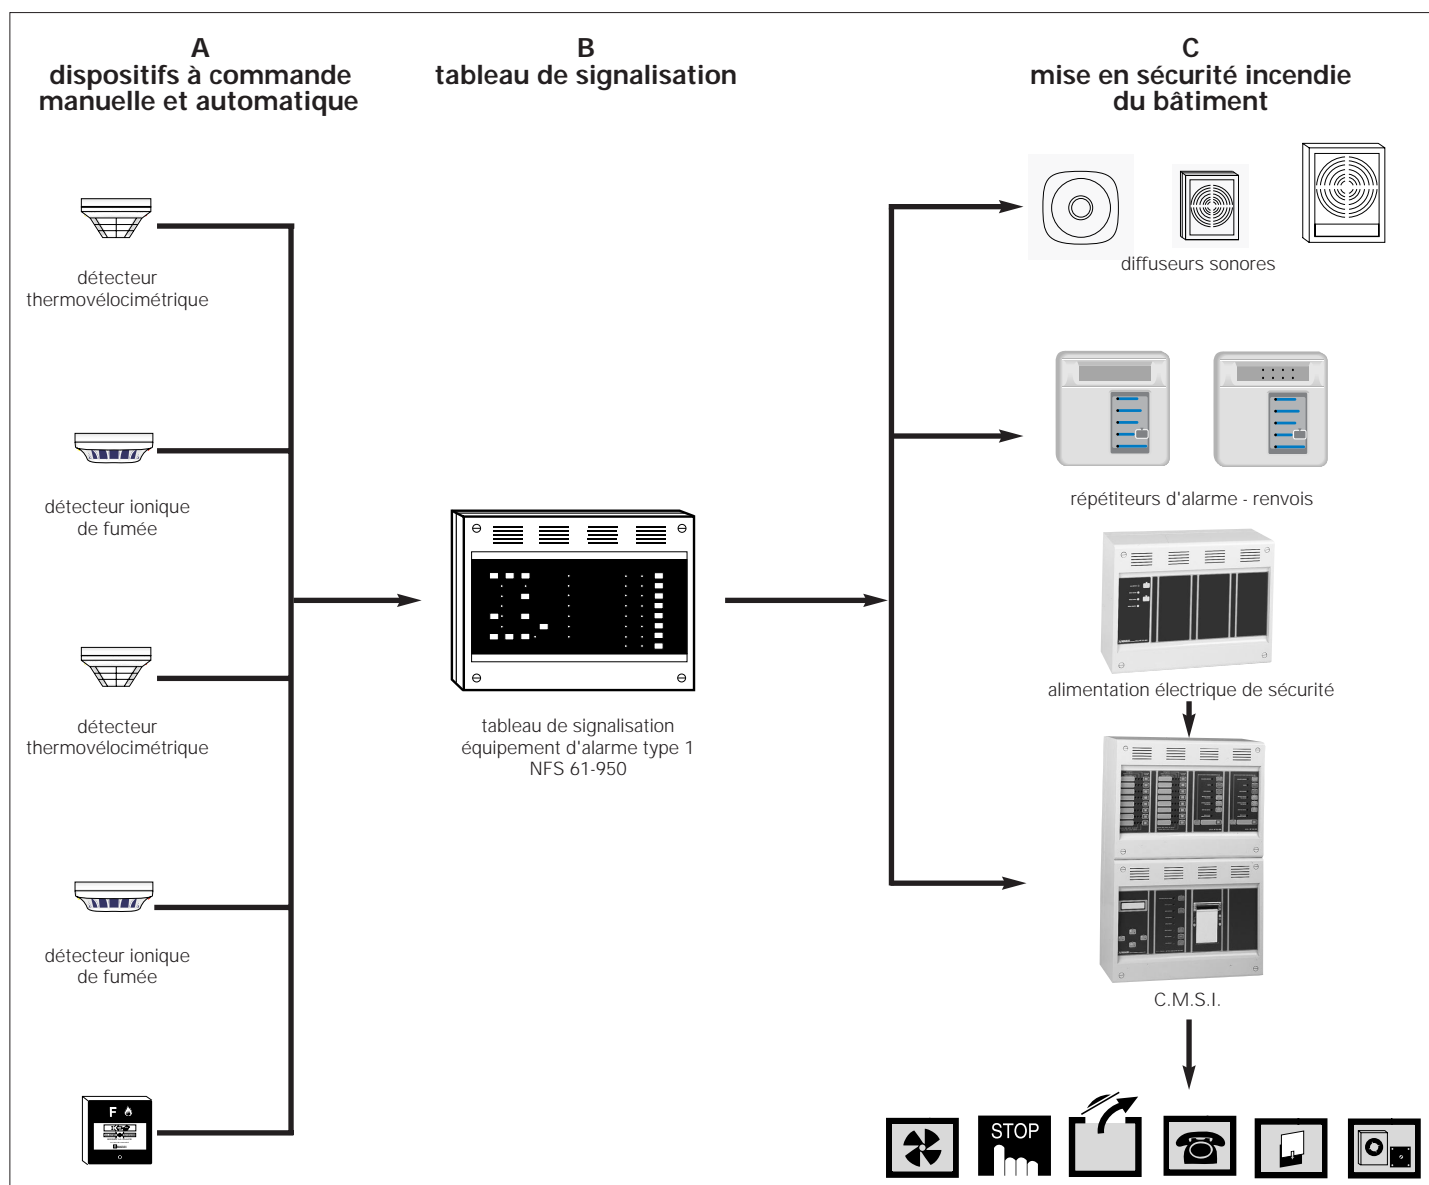 A
dispositifs à commande
manuelle et automatique
B
tableau de signalisation
C
mise en sécurité incendie
du bâtiment
détecteur
thermovélocimétrique
détecteur ionique
de fumée
détecteur
thermovélocimétrique
détecteur ionique
de fumée
F
tableau de signalisation
équipement d'alarme type 1
NFS 61-950
diffuseurs sonores
répétiteurs d'alarme - renvois
alimentation électrique de sécurité
C.M.S.I.
STOP